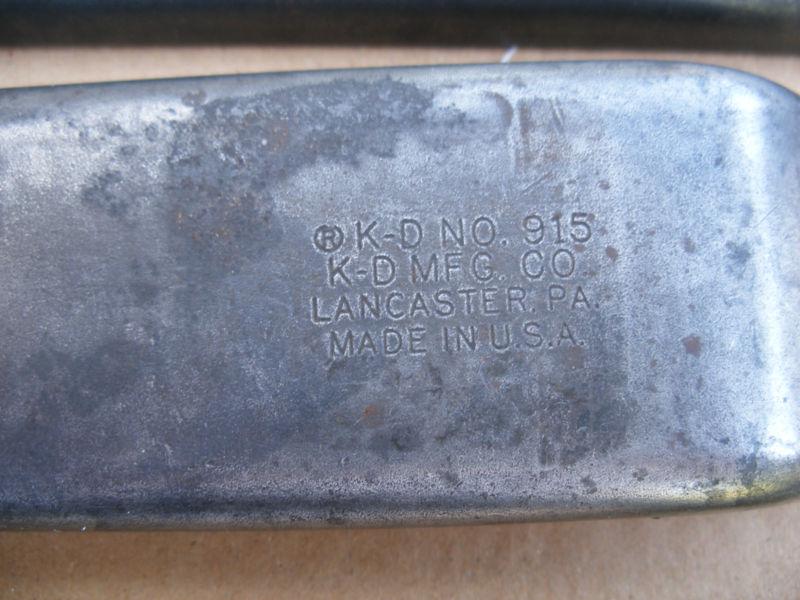 ® K-D NO. 915
K-D MFG. CO
LANCASTER, PA.
MADE IN U.S.A.